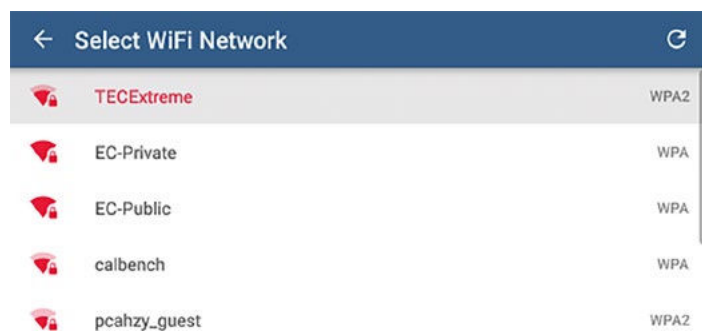 Select WiFi Network
TECExtreme WPA2
EC-Private WPA
EC-Public WPA
calbench WPA
pcahzy_guest WPA2